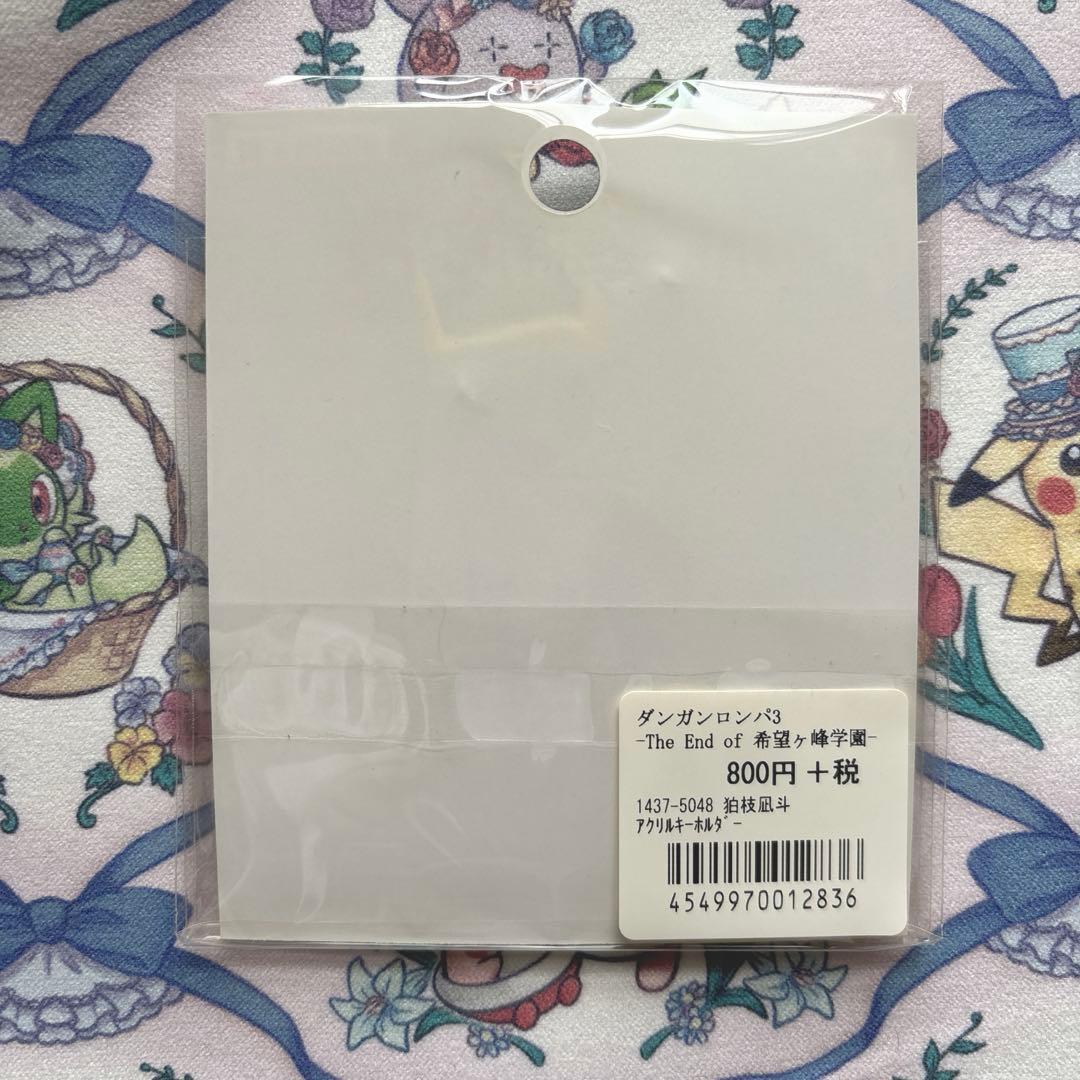 ダンガンロンパ3
-The End of 希望ヶ峰学園-
800円+税
1437-5048 狛枝凪斗
ｱｸﾘﾙｷｰﾎﾙﾀﾞｰ
4549970012836